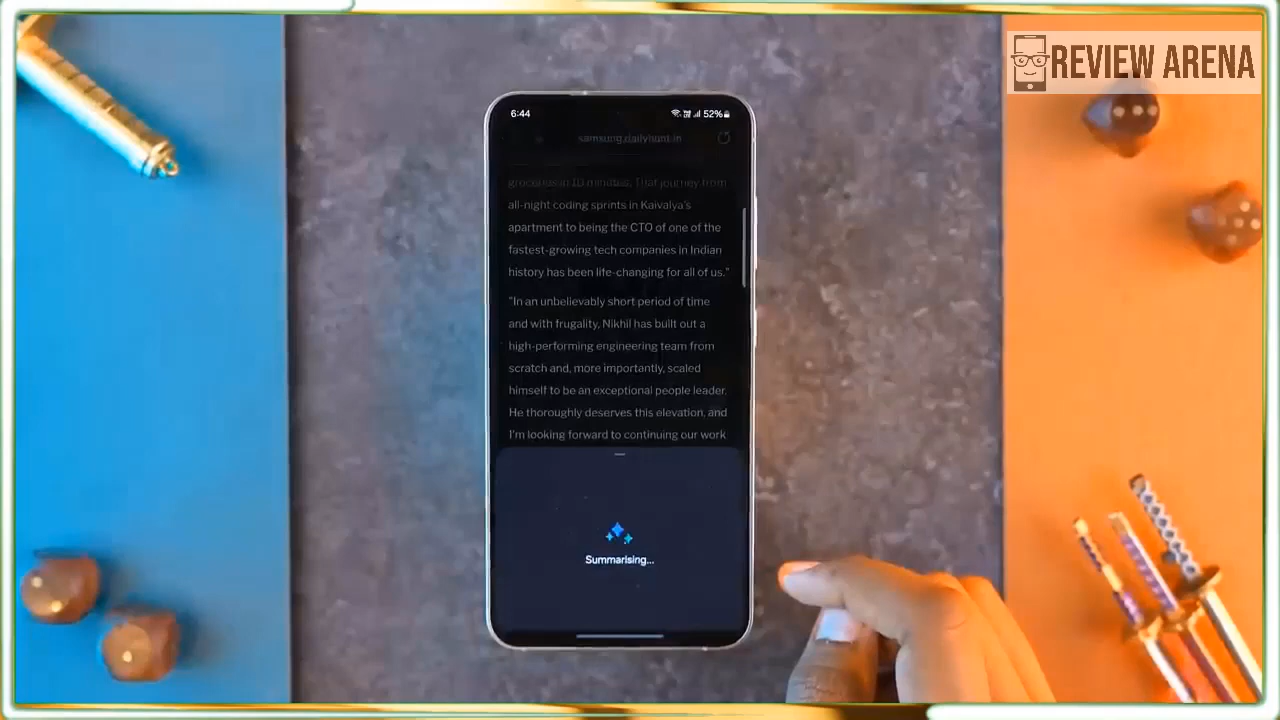 REVIEW ARENA
6:44
52%
samsung.dailyhunt.in
groceries in 10 minutes. That journey from
all-night coding sprints in Kaivalya's
apartment to being the CTO of one of the
fastest-growing tech companies in Indian
history has been life-changing for all of us."
"In an unbelievably short period of time
and with frugality, Nikhil has built out a
high-performing engineering team from
scratch and, more importantly, scaled
himself to be an exceptional people leader.
He thoroughly deserves this elevation, and
I'm looking forward to continuing our work
Summarising...